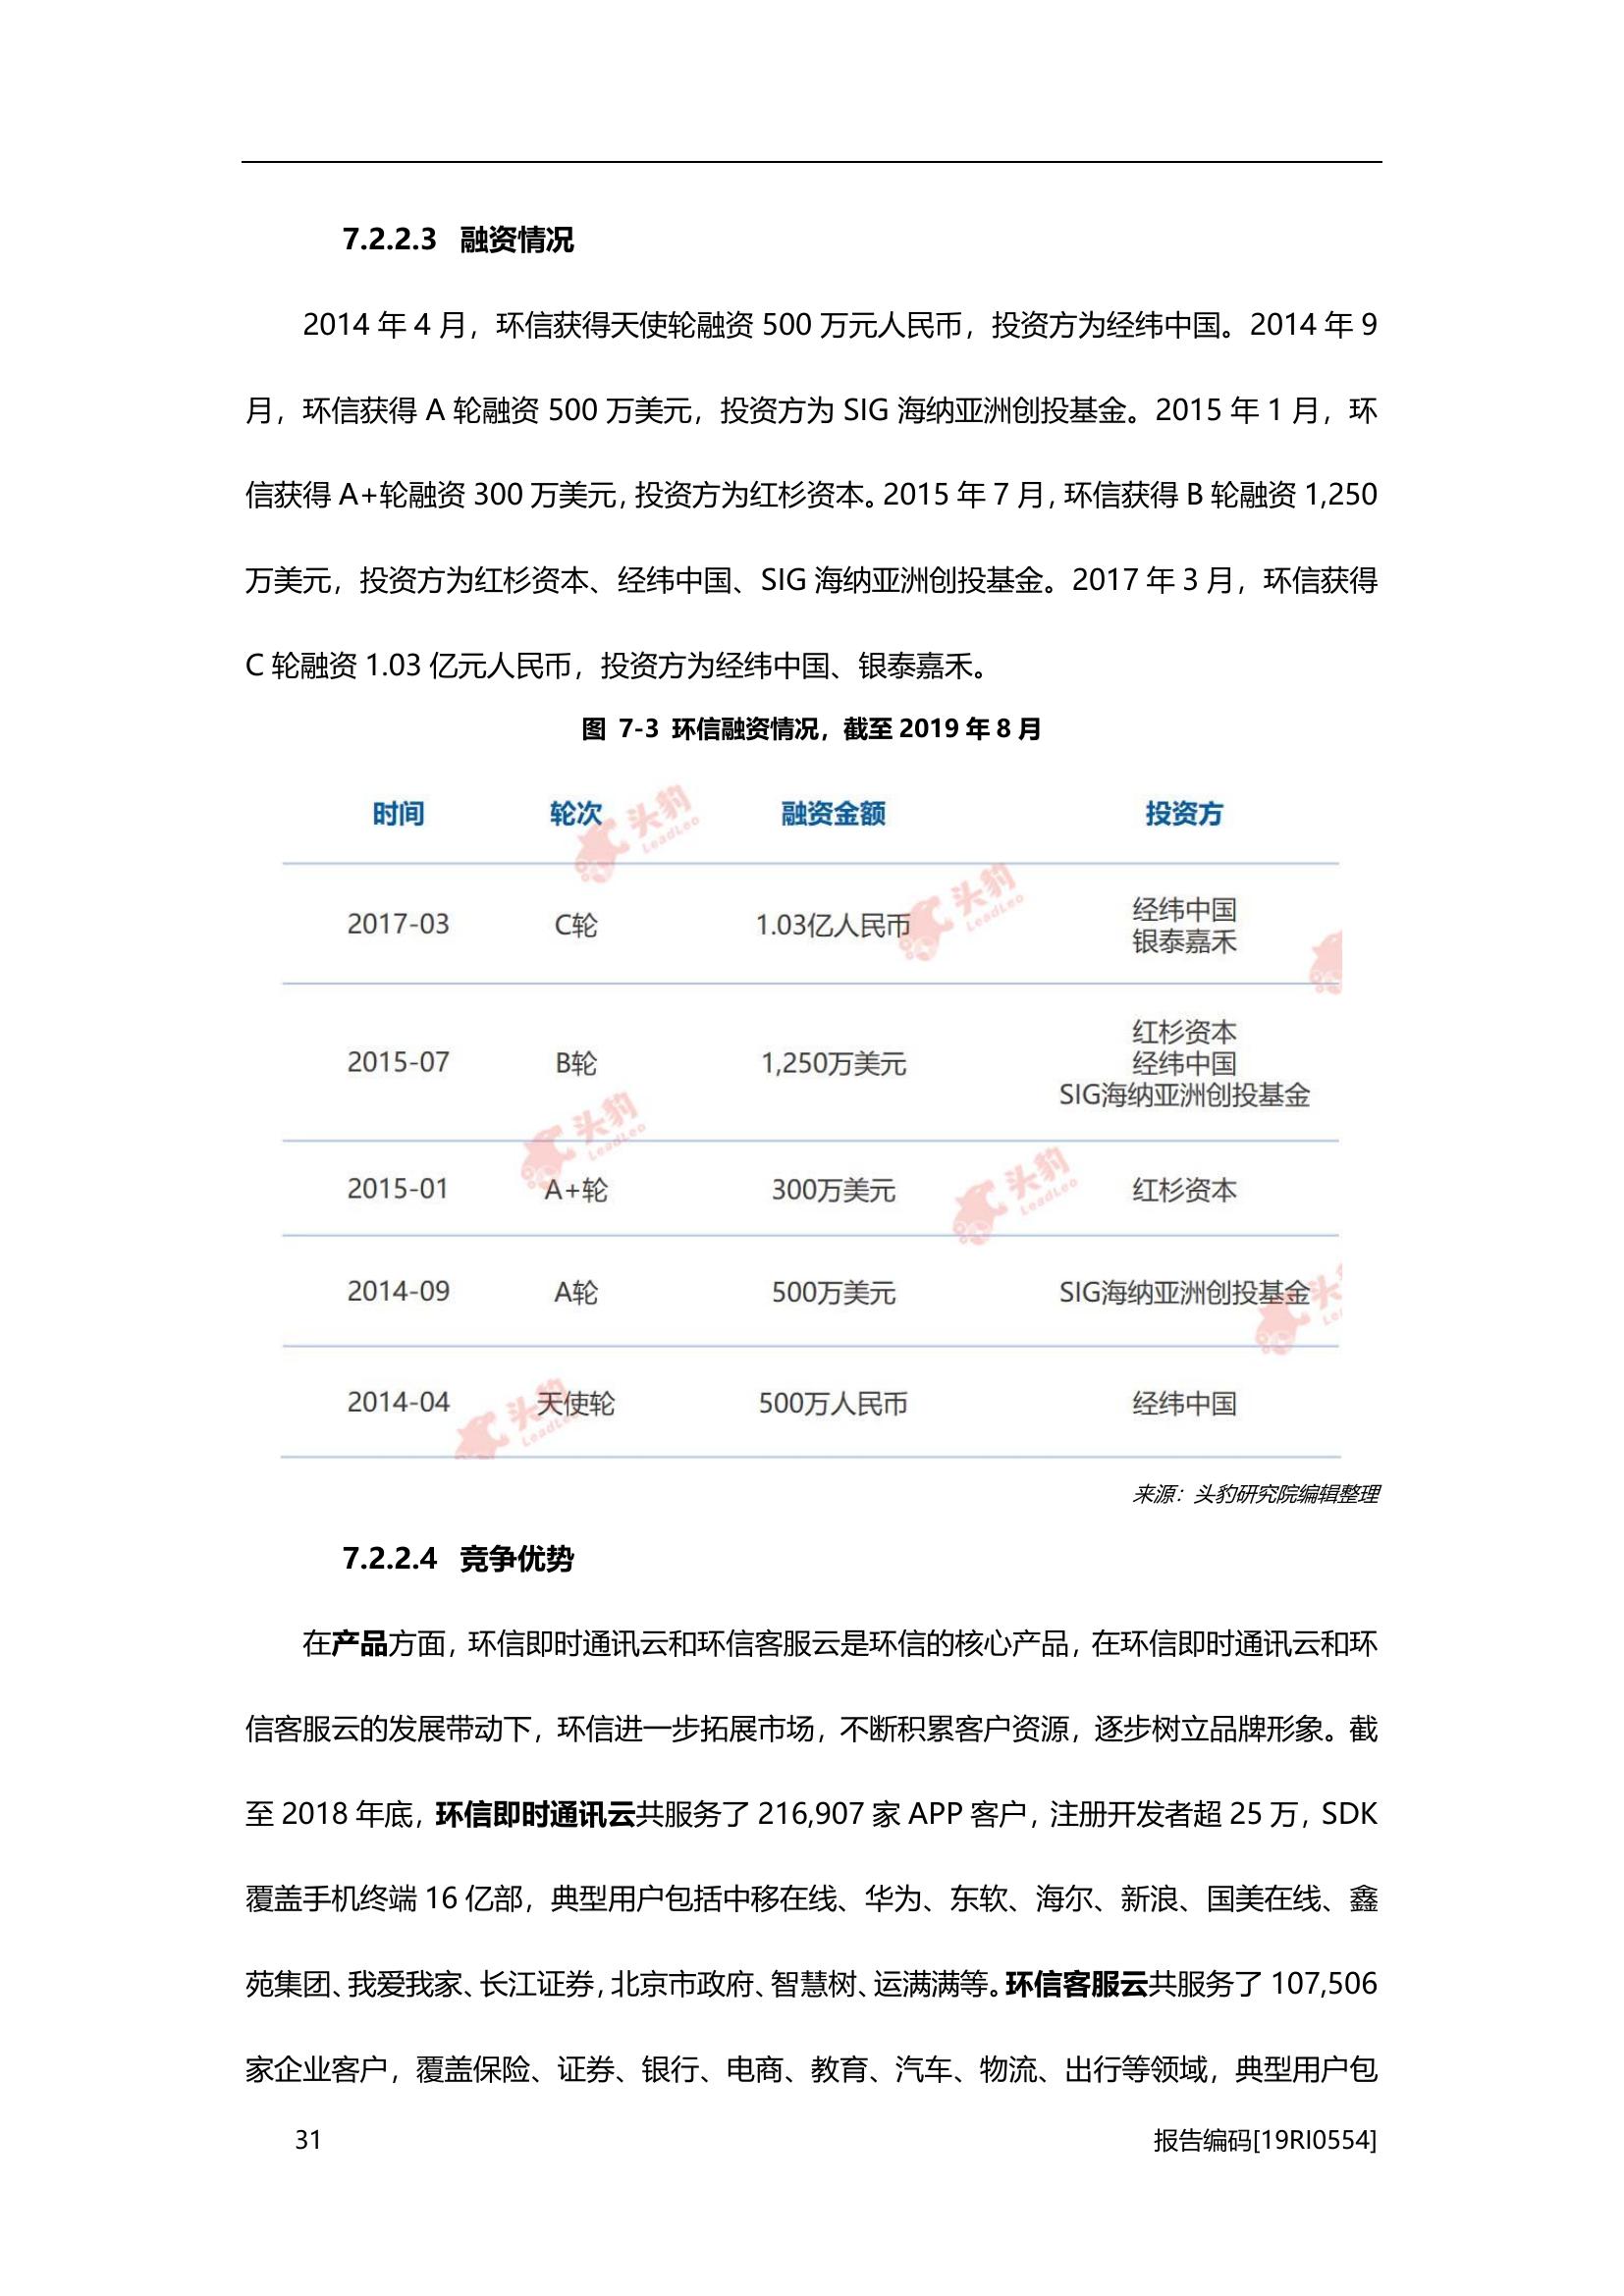 7.2.2.3 融资情况
2014 年 4 月，环信获得天使轮融资 500 万元人民币，投资方为经纬中国。2014 年 9
月，环信获得 A 轮融资 500 万美元，投资方为 SIG 海纳亚洲创投基金。2015 年 1 月，环
信获得 A+轮融资 300 万美元，投资方为红杉资本。2015 年 7 月，环信获得 B 轮融资 1,250
万美元，投资方为红杉资本、经纬中国、SIG 海纳亚洲创投基金。2017 年 3 月，环信获得
C 轮融资 1.03 亿元人民币，投资方为经纬中国、银泰嘉禾。
图 7-3 环信融资情况，截至 2019 年 8 月
时间 轮次 融资金额 投资方
头豹
LeadLeo
2017-03 C轮 1.03亿人民币 经纬中国
银泰嘉禾
头豹
LeadLeo
2015-07 B轮 1,250万美元 红杉资本
经纬中国
SIG海纳亚洲创投基金
头豹
LeadLeo
2015-01 A+轮 300万美元 红杉资本
头豹
LeadLeo
2014-09 A轮 500万美元 SIG海纳亚洲创投基金
头
Le
2014-04 天使轮 500万人民币 经纬中国
头豹
LeadLeo
来源：头豹研究院编辑整理
7.2.2.4 竞争优势
在产品方面，环信即时通讯云和环信客服云是环信的核心产品，在环信即时通讯云和环
信客服云的发展带动下，环信进一步拓展市场，不断积累客户资源，逐步树立品牌形象。截
至 2018 年底，环信即时通讯云共服务了 216,907 家 APP 客户，注册开发者超 25 万，SDK
覆盖手机终端 16 亿部，典型用户包括中移在线、华为、东软、海尔、新浪、国美在线、鑫
苑集团、我爱我家、长江证券，北京市政府、智慧树、运满满等。环信客服云共服务了 107,506
家企业客户，覆盖保险、证券、银行、电商、教育、汽车、物流、出行等领域，典型用户包
31 报告编码[19RI0554]